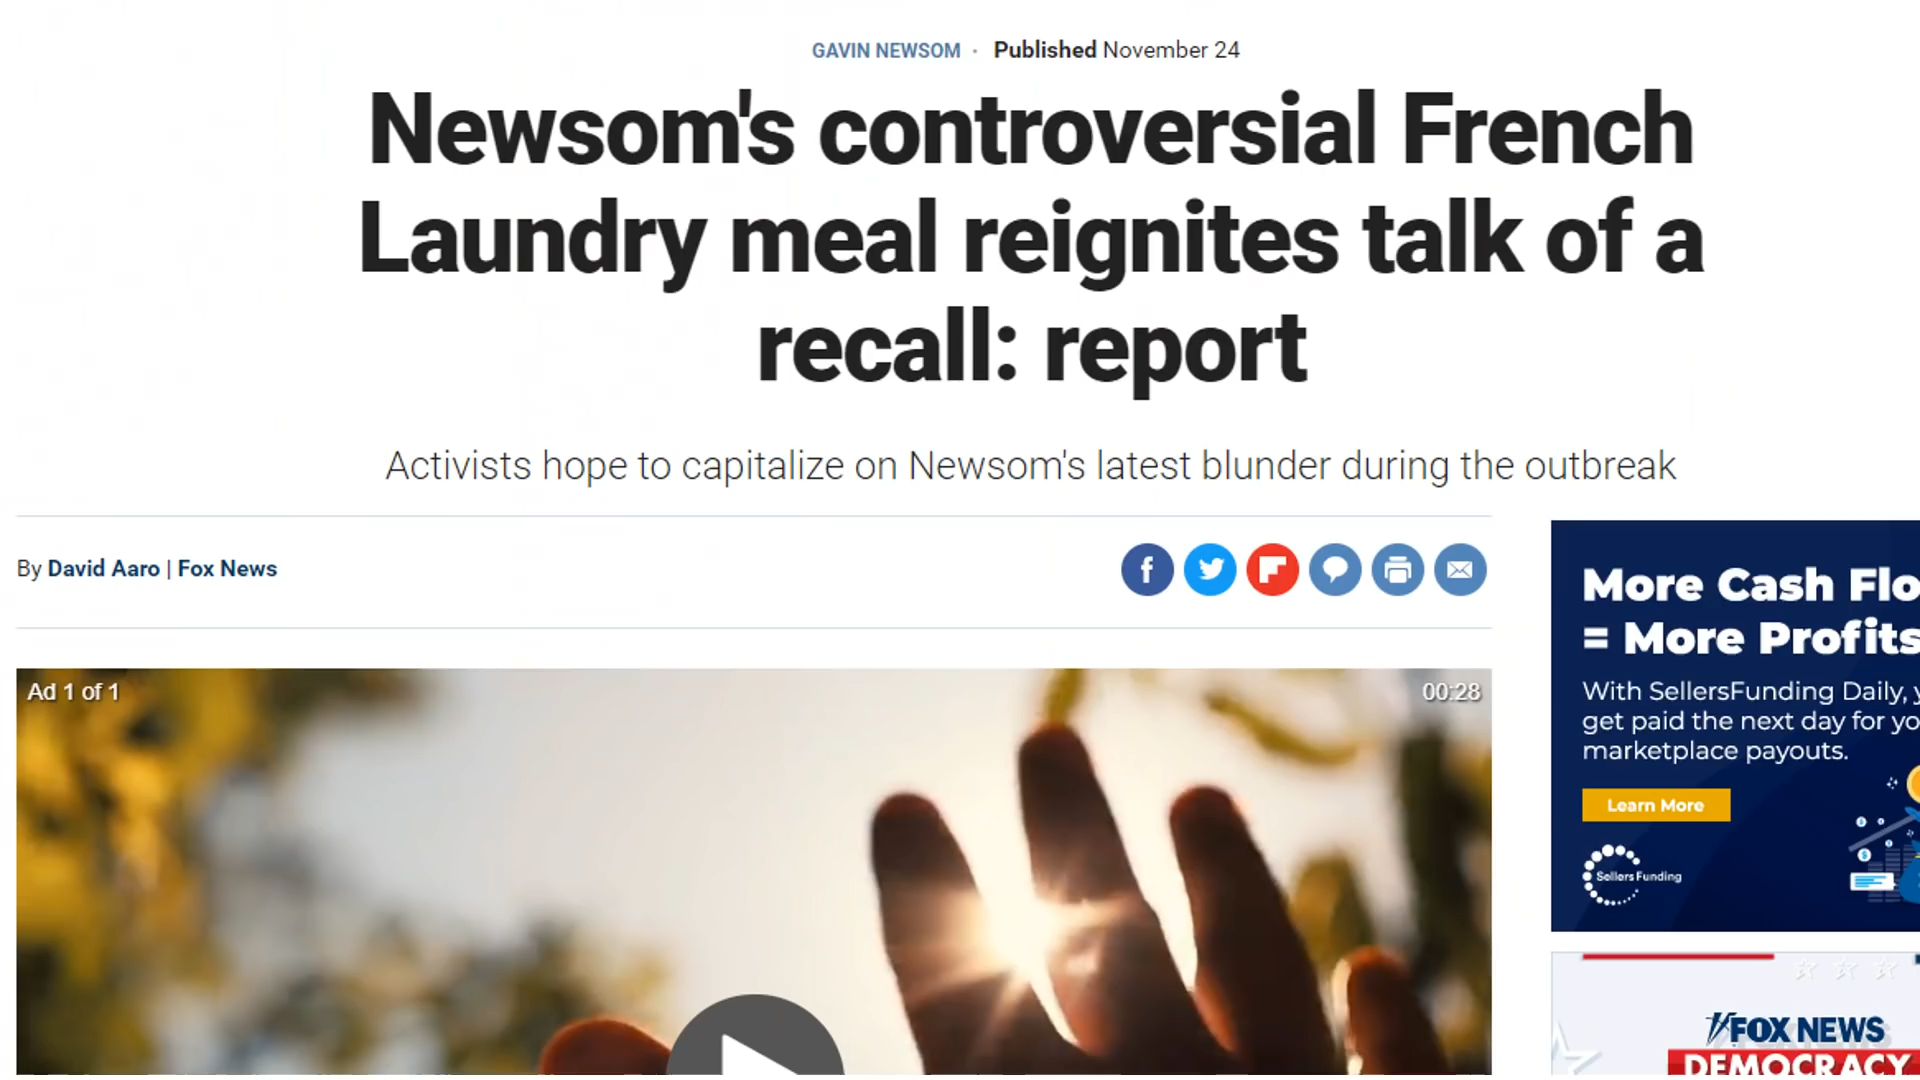 GAVIN NEWSOM · Published November 24
Newsom's controversial French
Laundry meal reignites talk of a
recall: report
Activists hope to capitalize on Newsom's latest blunder during the outbreak
By David Aaro | Fox News
Ad 1 of 1
00:28
More Cash Flo
= More Profits
With SellersFunding Daily, y
get paid the next day for yo
marketplace payouts.
Learn More
SellersFunding
FOX NEWS
DEMOCRACY